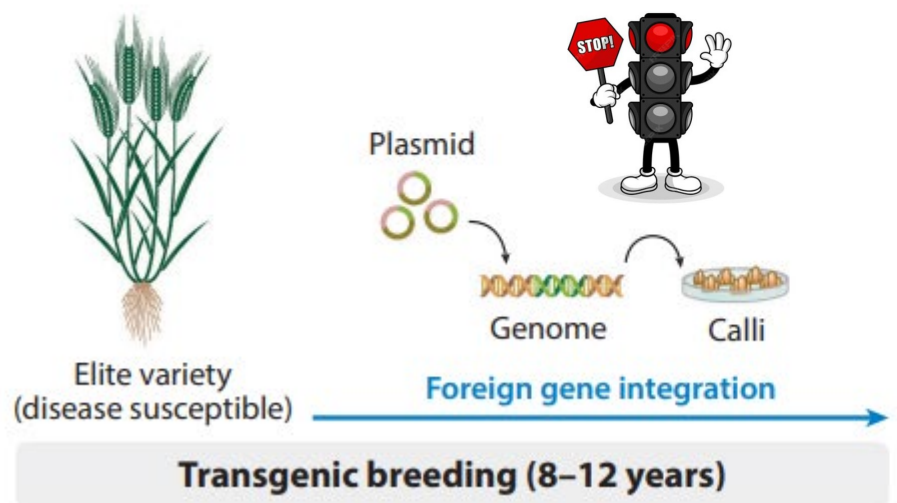 STOP!
Plasmid
Genome
Calli
Elite variety
(disease susceptible)
Foreign gene integration
Transgenic breeding (8–12 years)